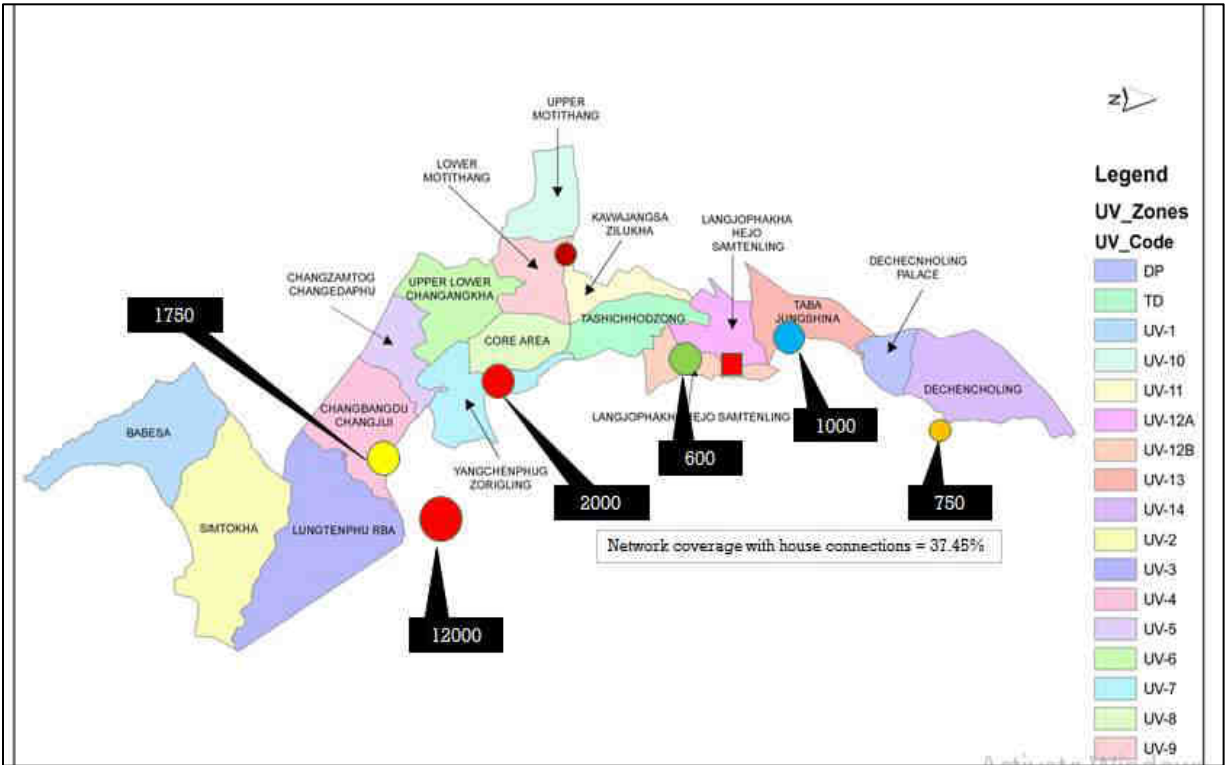 UPPER
MOTITHANG
N
LOWER
MOTITHANG
KAWAJANGSA
ZILUKHA
LANGJOPHAKHA
HEJO
SAMTENLING
DECHECNHOLING
PALACE
CHANGZAMTOG
CHANGEDAPHU
UPPER LOWER
CHANGANGKHA
TASHICHHODZONG
TABA
JUNGSHINA
1750
CORE AREA
DECHENCHOLING
CHANGBANGDU
CHANGJIJI
LANGJOPHAKHA HEJO SAMTENLING
1000
BABESA
600
YANGCHENPHUG
ZORIGLING
2000
750
SIMTOKHA
LUNGTENPHU RBA
Network coverage with house connections = 37.45%
12000
Legend
UV_Zones
UV_Code
DP
TD
UV-1
UV-10
UV-11
UV-12A
UV-12B
UV-13
UV-14
UV-2
UV-3
UV-4
UV-5
UV-6
UV-7
UV-8
UV-9